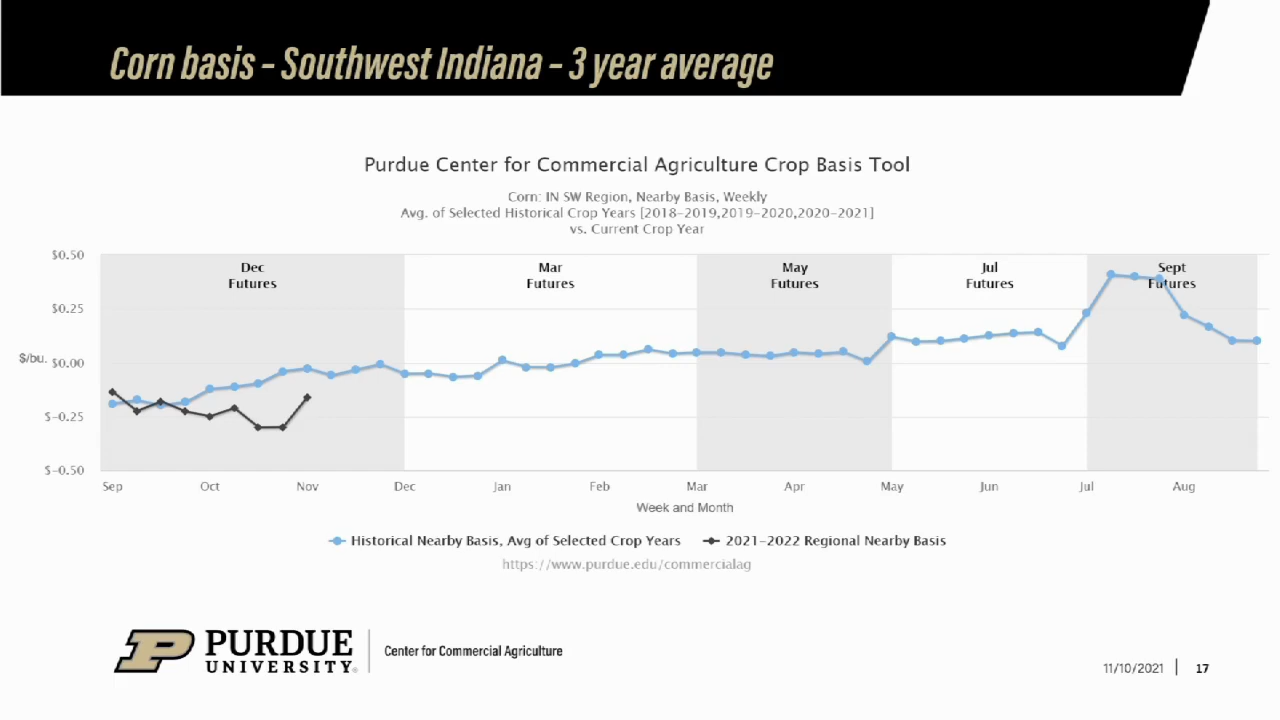 Corn basis – Southwest Indiana – 3 year average
Purdue Center for Commercial Agriculture Crop Basis Tool
Corn: IN SW Region, Nearby Basis, Weekly
Avg. of Selected Historical Crop Years [2018-2019,2019-2020,2020-2021]
vs. Current Crop Year
$0.50
$0.25
$/bu.
$0.00
$-0.25
$-0.50
Dec
Futures
Mar
Futures
May
Futures
Jul
Futures
Sept
Futures
Sep Oct Nov Dec Jan Feb Mar Apr May Jun Jul Aug
Week and Month
Historical Nearby Basis, Avg of Selected Crop Years 2021-2022 Regional Nearby Basis
https://www.purdue.edu/commercialag
P PURDUE
UNIVERSITY®
Center for Commercial Agriculture
11/10/2021 | 17